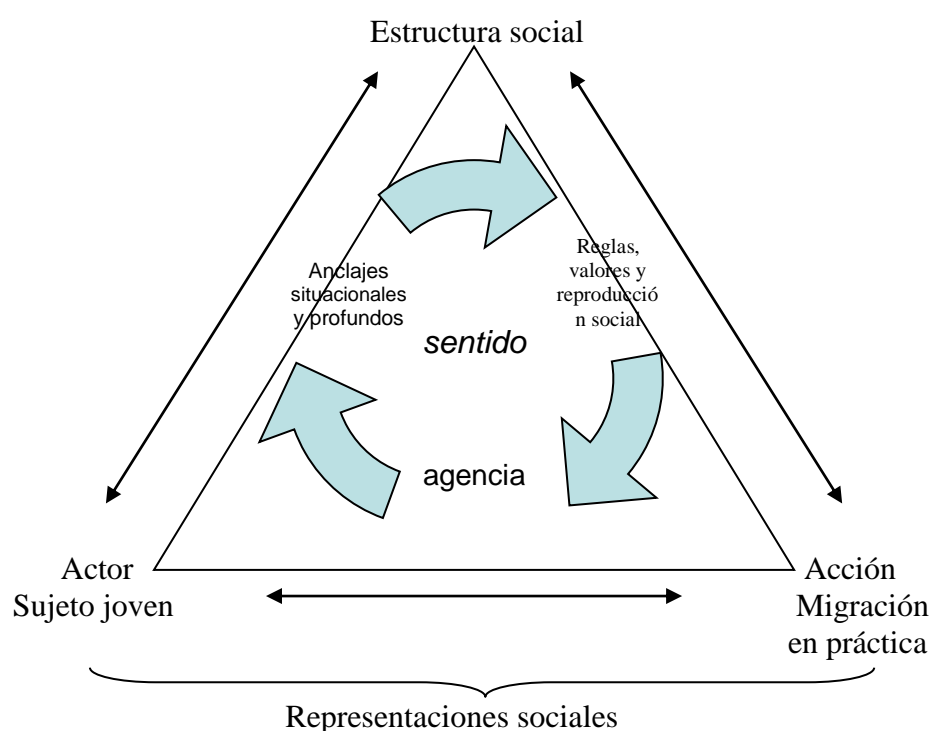 Estructura social
Reglas,
valores y
reproducció
n social
Anclajes
situacionales
y profundos
sentido
agencia
Actor
Sujeto joven
Acción
Migración
en práctica
Representaciones sociales